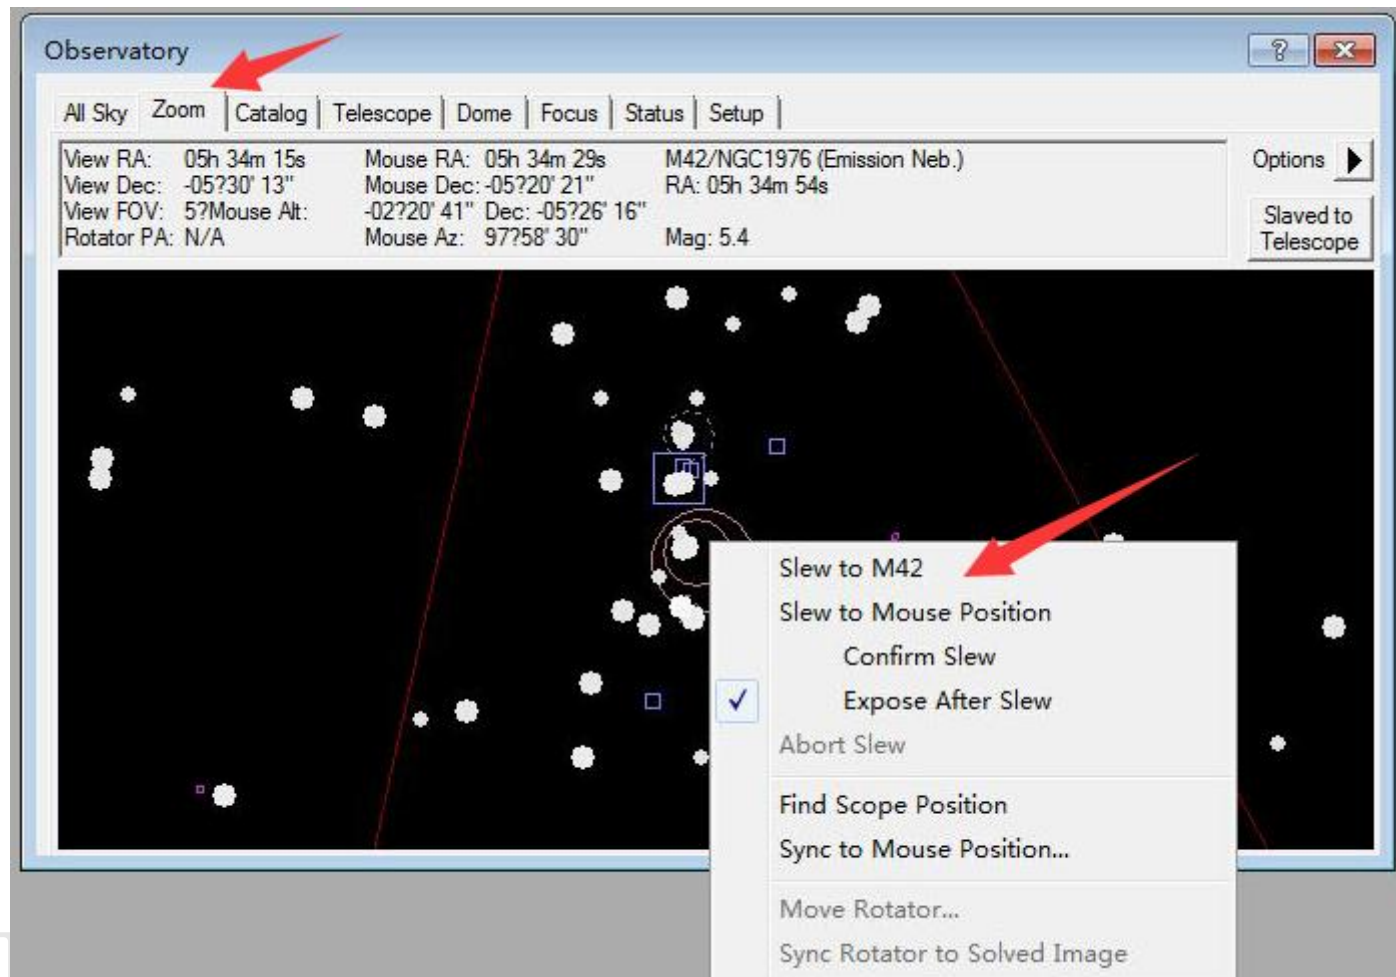 Observatory
All Sky Zoom Catalog Telescope Dome Focus Status Setup
View RA: 05h 34m 15s Mouse RA: 05h 34m 29s M42/NGC1976 (Emission Neb.)
View Dec: -05?30' 13" Mouse Dec: -05?20' 21" RA: 05h 34m 54s
View FOV: 5?Mouse Alt: -02?20' 41" Dec: -05?26' 16"
Rotator PA: N/A Mouse Az: 97?58' 30" Mag: 5.4
Options
Slaved to
Telescope
Slew to M42
Slew to Mouse Position
Confirm Slew
Expose After Slew
Abort Slew
Find Scope Position
Sync to Mouse Position...
Move Rotator...
Sync Rotator to Solved Image